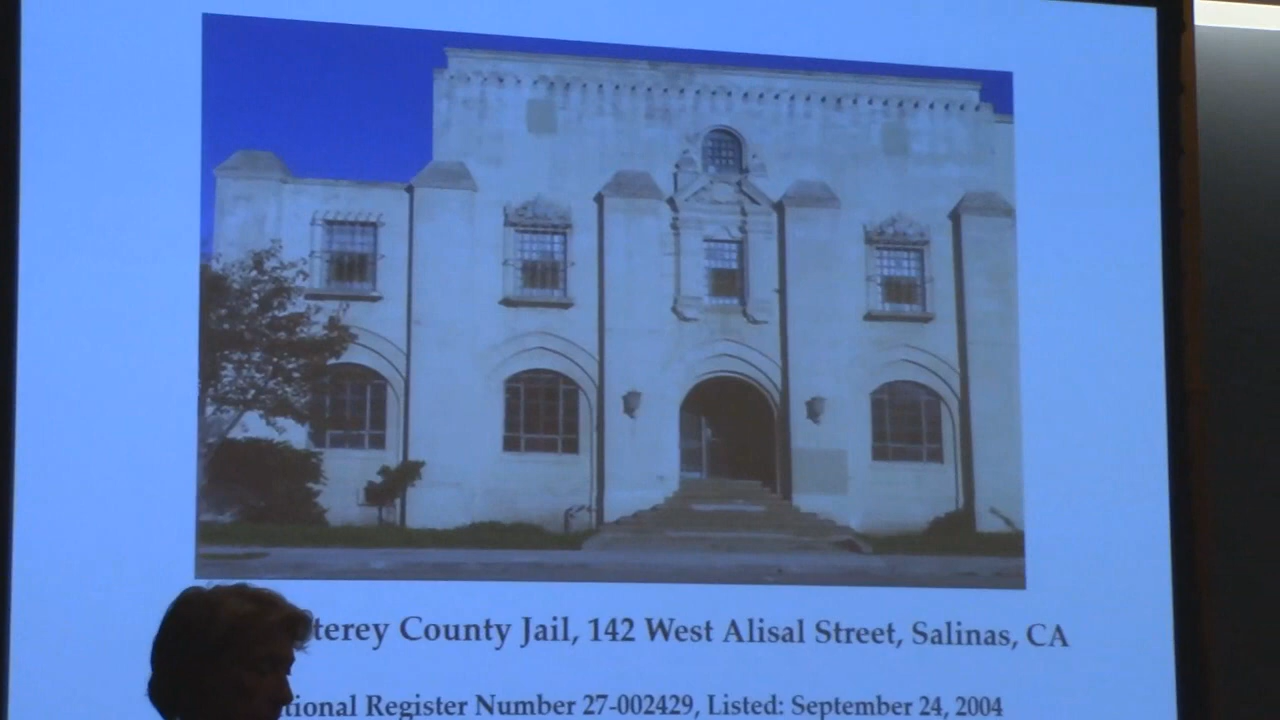 terey County Jail, 142 West Alisal Street, Salinas, CA
tional Register Number 27-002429, Listed: September 24, 2004